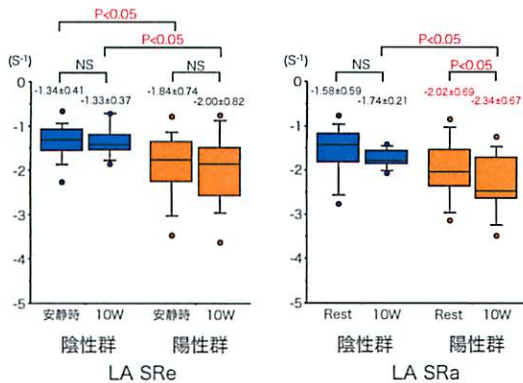 P<0.05
P<0.05
(S⁻¹)
NS
NS
-1.34±0.41
-1.33±0.37
-1.84±0.74
-2.00±0.82
0
-1
-2
-3
-4
-5
安静時 10W 安静時 10W
陰性群 陽性群
LA SRe
P<0.05
P<0.05
(S⁻¹)
NS
-1.58±0.59
-1.74±0.21
-2.02±0.69
-2.34±0.67
0
-1
-2
-3
-4
-5
Rest 10W Rest 10W
陰性群 陽性群
LA SRa